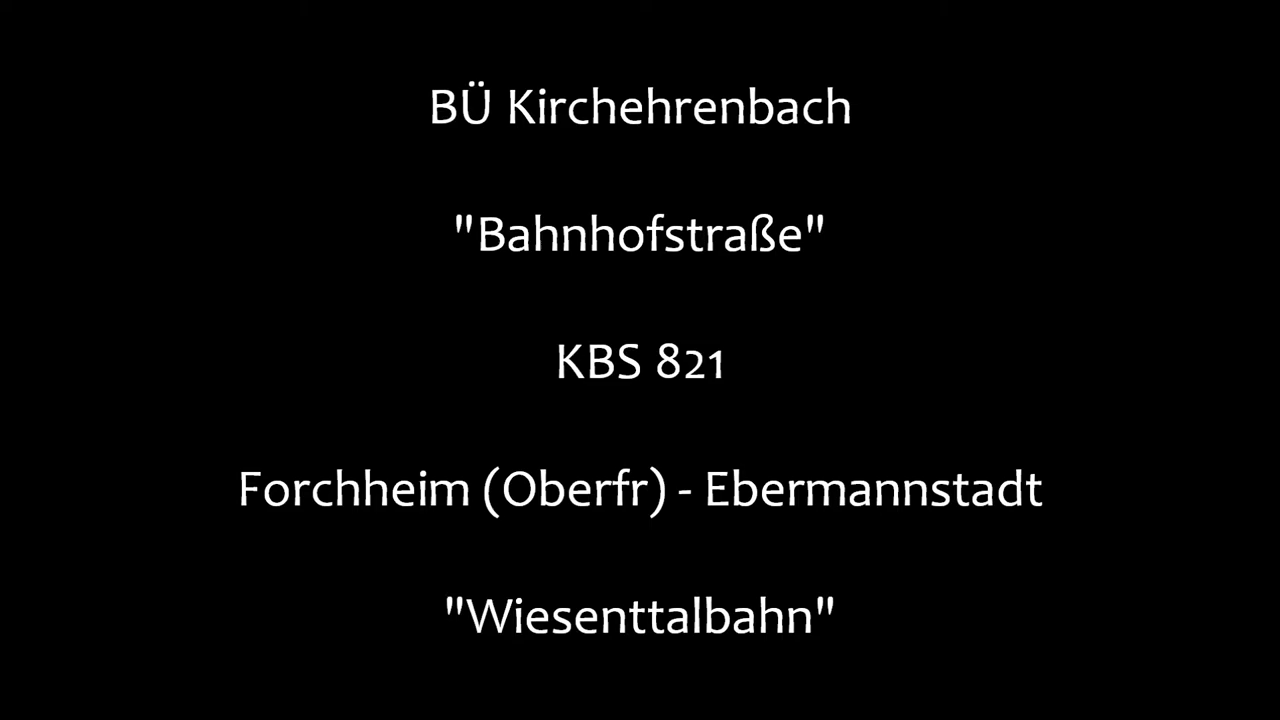 BÜ Kirchehrenbach
"Bahnhofstraße"
KBS 821
Forchheim (Oberfr) - Ebermannstadt
"Wiesenttalbahn"